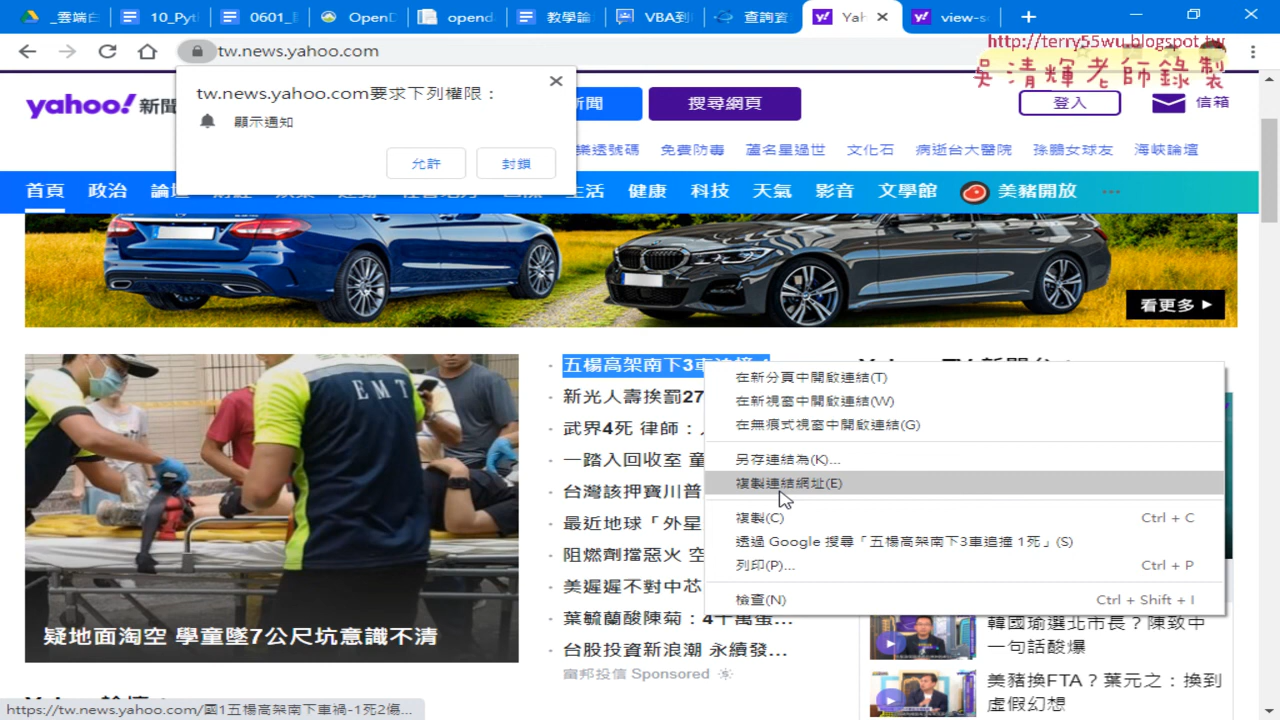 _雲端白
10_Pyt
0601_
OpenD
opend
教學論
VBA到
查詢
Yah
view-s
tw.news.yahoo.com
http://terry55wu.blogspot.tw
吳清輝老師錄製
yahoo!新聞
tw.news.yahoo.com要求下列權限：
顯示通知
允許
封鎖
新聞
搜尋網頁
登入
信箱
樂透號碼 免費防毒 蘆名星過世 文化石 病逝台大醫院 孫鵬女球友 海峽論壇
首頁 政治 論壇 生活 健康 科技 天氣 影音 文學館 美豬開放 ...
看更多
EMT
疑地面淘空 學童墜7公尺坑意識不清
五楊高架南下3車追撞
新光人壽挨罰27
武界4死 律師：
一踏入回收室 童
台灣該押寶川普
最近地球「外星
阻燃劑擋惡火 空
美遲遲不對中芯
葉毓蘭酸陳菊：4千萬蛋...
台股投資新浪潮 永續發...
富邦投信 Sponsored
在新分頁中開啟連結(T)
在新視窗中開啟連結(W)
在無痕式視窗中開啟連結(G)
另存連結為(K)...
複製連結網址(E)
複製(C) Ctrl + C
透過 Google 搜尋「五楊高架南下3車追撞 1死」(S)
列印(P)... Ctrl + P
檢查(N) Ctrl + Shift + I
韓國瑜選北市長？陳致中
一句話酸爆
美豬換FTA？葉元之：換到
虛假幻想
https://tw.news.yahoo.com/國1五楊高架南下車禍-1死2傷...